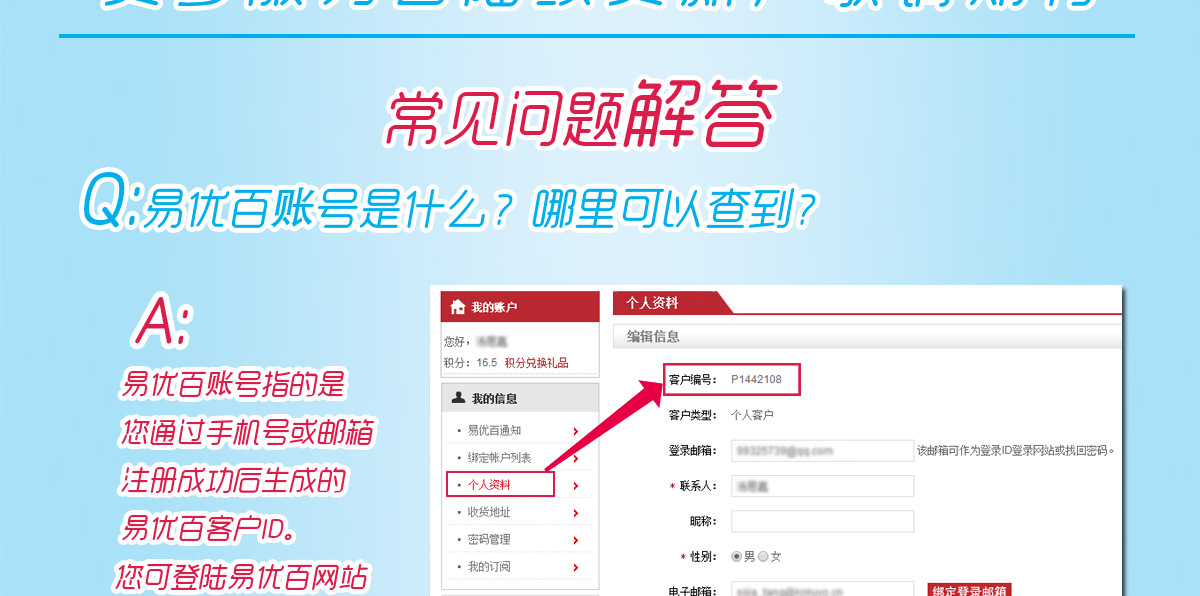 常见问题解答
Q:易优百账号是什么？哪里可以查到？
A:
易优百账号指的是
您通过手机号或邮箱
注册成功后生成的
易优百客户ID。
您可登陆易优百网站
我的账户
您好，
积分： 16.5 积分兑换礼品
我的信息
易优百通知
绑定帐户列表
个人资料
收货地址
密码管理
我的订阅
个人资料
编辑信息
客户编号： P1442108
客户类型： 个人客户
登录邮箱： 该邮箱可作为登录ID登录网站或找回密码。
* 联系人：
昵称：
* 性别： 男 女
电子邮箱： 绑定登录邮箱